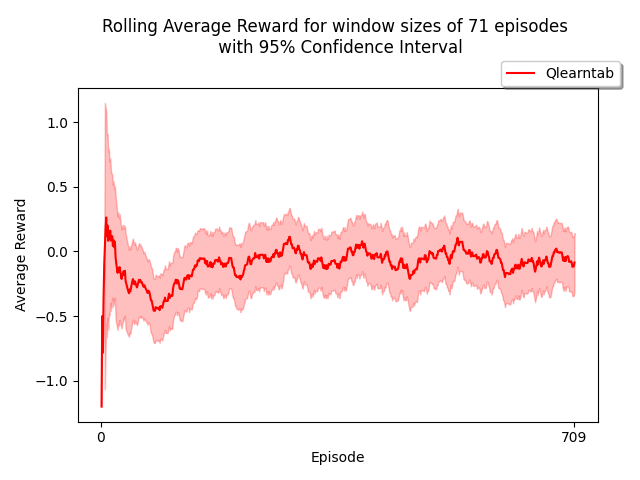 Rolling Average Reward for window sizes of 71 episodes
with 95% Confidence Interval
Qlearntab
1.0
0.5
0.0
−0.5
−1.0
Average Reward
0
709
Episode